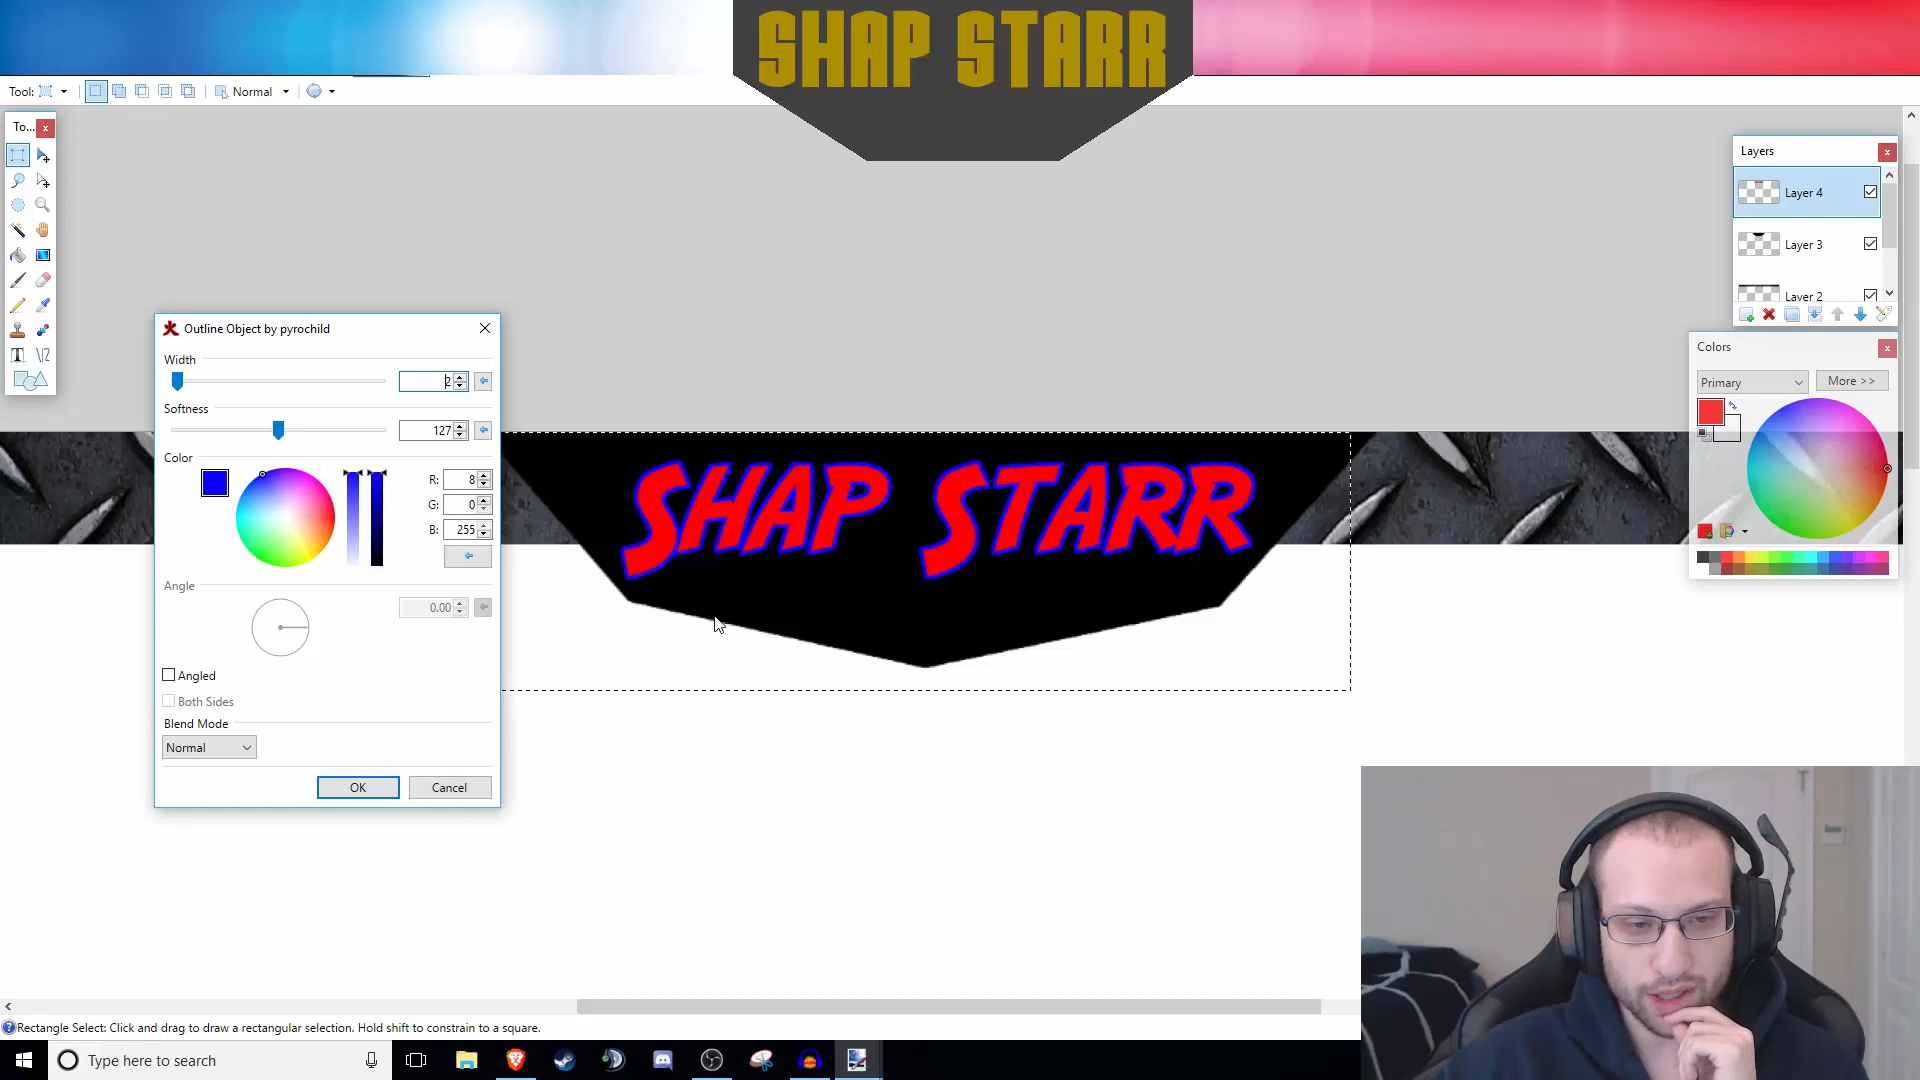 SHAP STARR
Tool:
Normal
To...
Layers
Layer 4
Layer 3
Layer 2
Outline Object by pyrochild
Width
2
Softness
127
Color
R: 8
G: 0
B: 255
Angle
0.00
Angled
Both Sides
Blend Mode
Normal
OK
Cancel
SHAP STARR
Colors
Primary
More >>
Rectangle Select: Click and drag to draw a rectangular selection. Hold shift to constrain to a square.
Type here to search